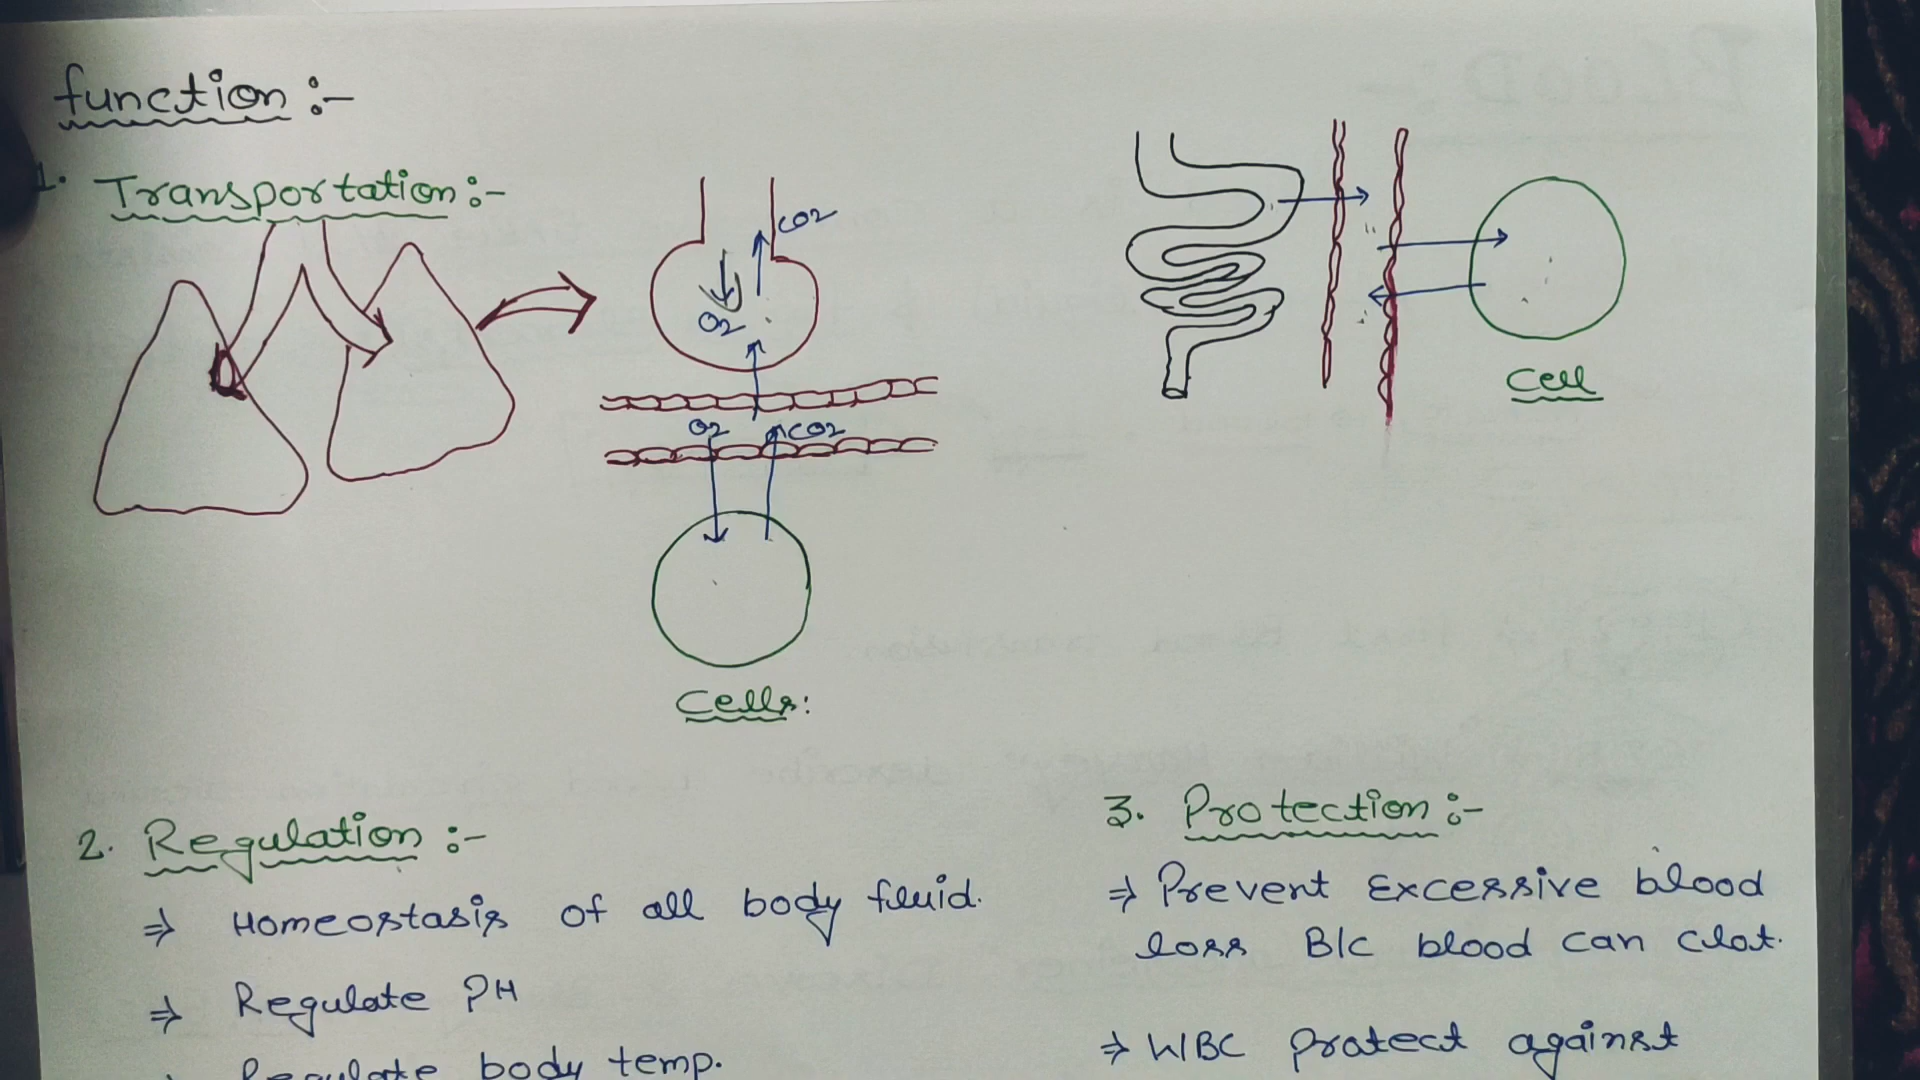 function :-
1. Transportation :-
CO2
O2
O2 CO2
Cells:
Cell
2. Regulation :-
⇒ Homeostasis of all body fluid.
⇒ Regulate PH
Regulate body temp.
3. Protection :-
⇒ Prevent Excessive blood
loss B/c blood can clot.
⇒ WBC Protect against